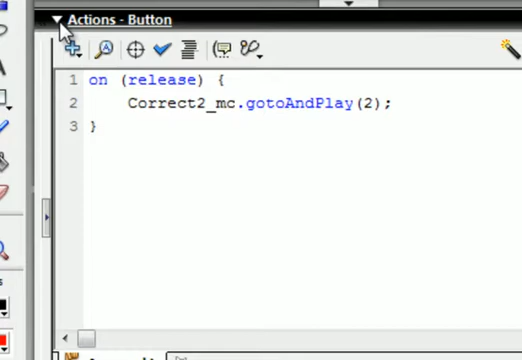 Actions - Button
1 on (release) {
2 Correct2_mc.gotoAndPlay(2);
3 }